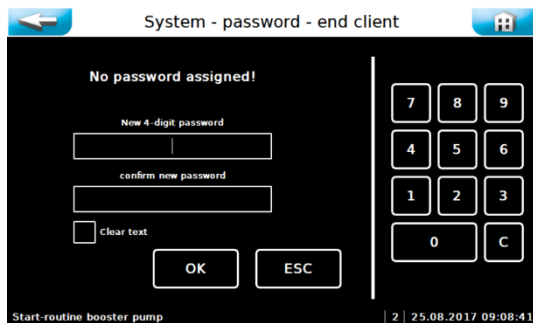 System - password - end client
No password assigned!
New 4-digit password
confirm new password
Clear text
OK ESC
7 8 9
4 5 6
1 2 3
0 C
Start-routine booster pump | 2 | 25.08.2017 09:08:41